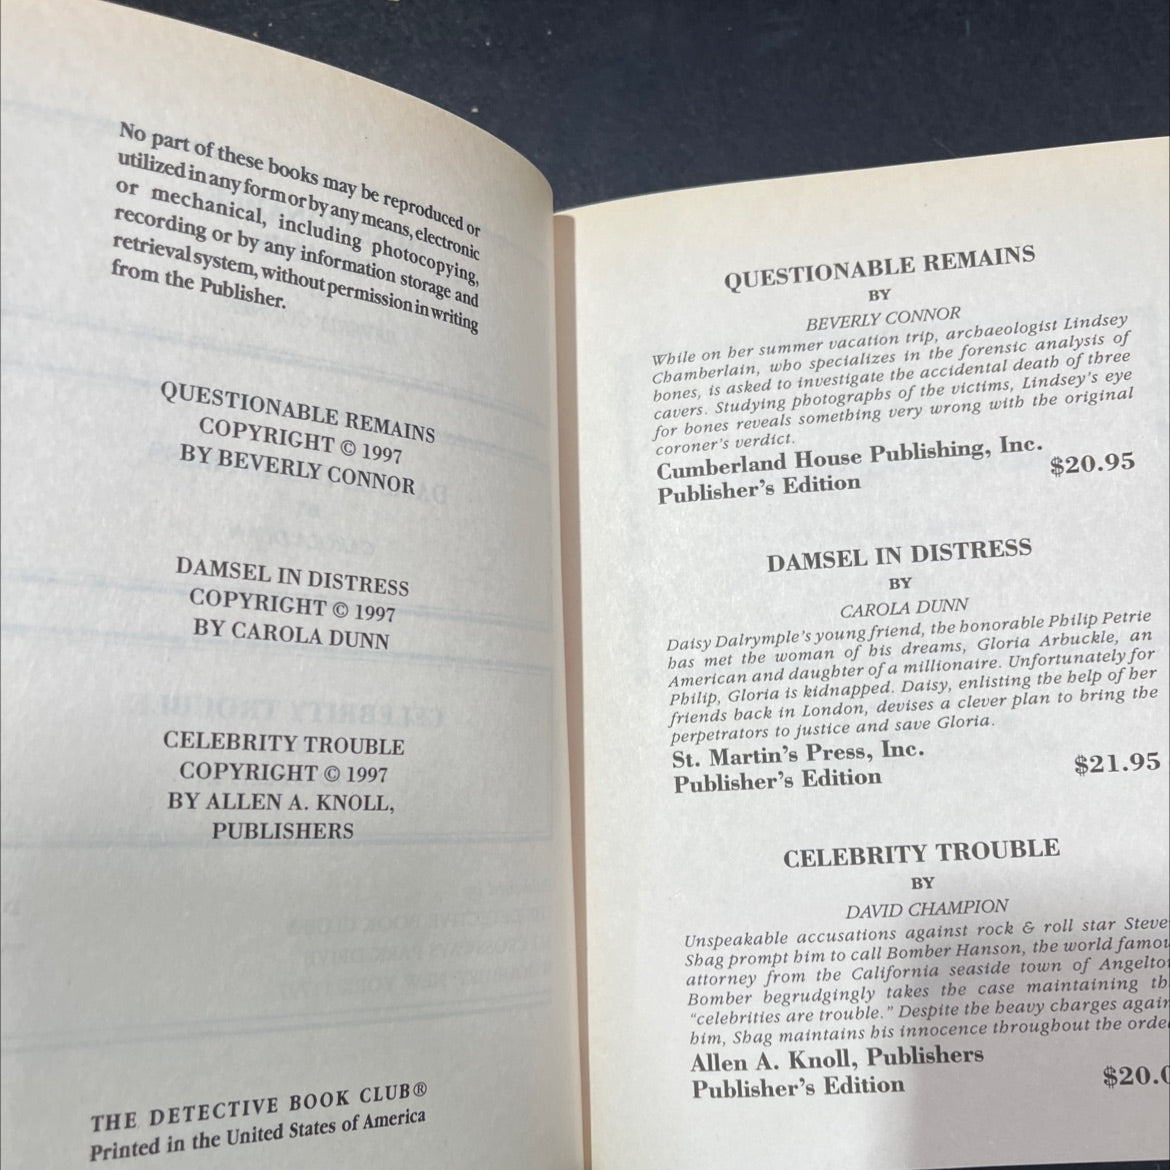 No part of these books may be reproduced or
utilized in any form or by any means, electronic
or mechanical, including photocopying,
recording or by any information storage and
retrieval system, without permission in writing
from the Publisher.
QUESTIONABLE REMAINS
COPYRIGHT © 1997
BY BEVERLY CONNOR
DAMSEL IN DISTRESS
COPYRIGHT © 1997
BY CAROLA DUNN
CELEBRITY TROUBLE
COPYRIGHT © 1997
BY ALLEN A. KNOLL,
PUBLISHERS
THE DETECTIVE BOOK CLUB®
Printed in the United States of America
QUESTIONABLE REMAINS
BY
BEVERLY CONNOR
While on her summer vacation trip, archaeologist Lindsey
Chamberlain, who specializes in the forensic analysis of
bones, is asked to investigate the accidental death of three
cavers. Studying photographs of the victims, Lindsey's eye
for bones reveals something very wrong with the original
coroner's verdict.
Cumberland House Publishing, Inc.
Publisher's Edition $20.95
DAMSEL IN DISTRESS
BY
CAROLA DUNN
Daisy Dalrymple's young friend, the honorable Philip Petrie
has met the woman of his dreams, Gloria Arbuckle, an
American and daughter of a millionaire. Unfortunately for
Philip, Gloria is kidnapped. Daisy, enlisting the help of her
friends back in London, devises a clever plan to bring the
perpetrators to justice and save Gloria.
St. Martin's Press, Inc.
Publisher's Edition $21.95
CELEBRITY TROUBLE
BY
DAVID CHAMPION
Unspeakable accusations against rock & roll star Steve
Shag prompt him to call Bomber Hanson, the world famou
attorney from the California seaside town of Angelto
Bomber begrudgingly takes the case maintaining th
"celebrities are trouble." Despite the heavy charges again
him, Shag maintains his innocence throughout the orde
Allen A. Knoll, Publishers
Publisher's Edition $20.0